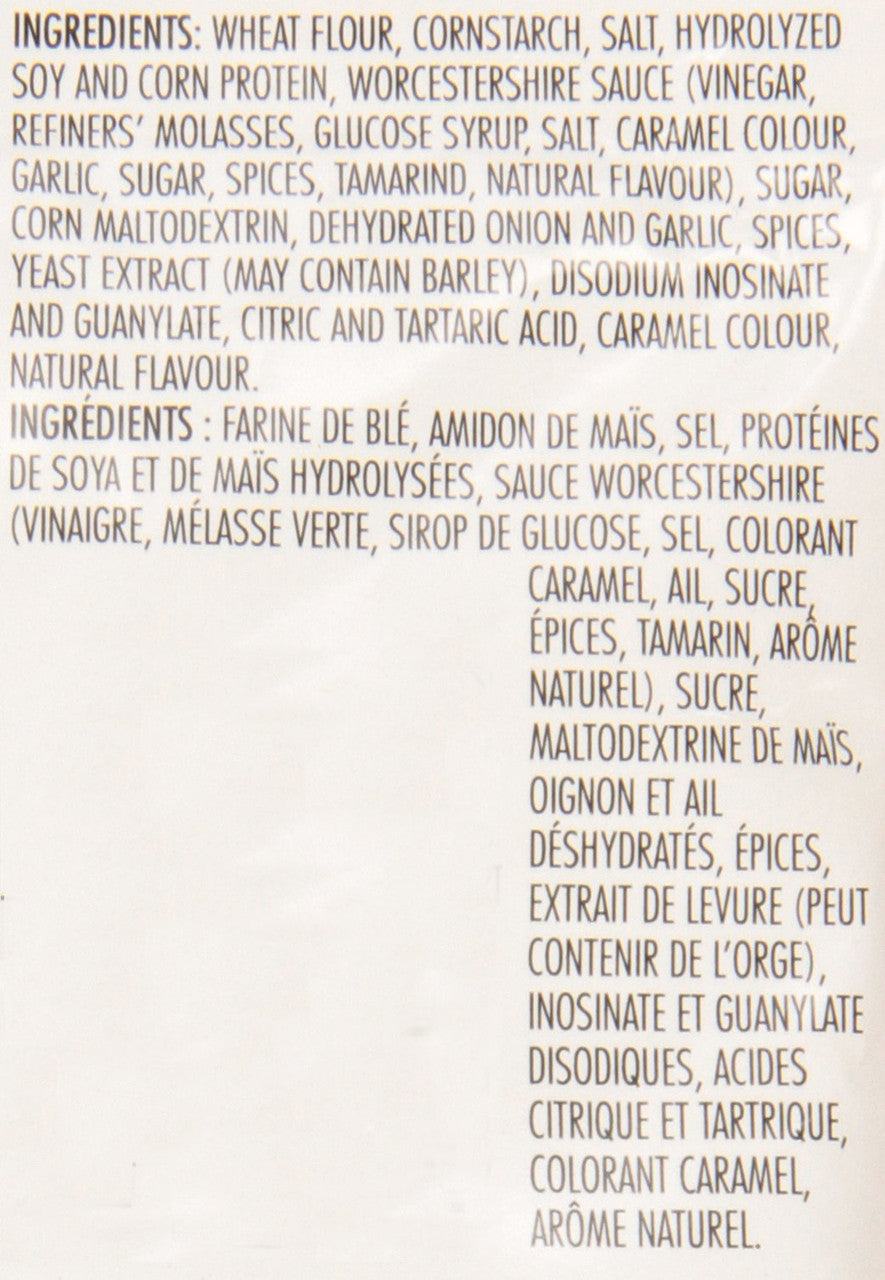 INGREDIENTS: WHEAT FLOUR, CORNSTARCH, SALT, HYDROLYZED
SOY AND CORN PROTEIN, WORCESTERSHIRE SAUCE (VINEGAR,
REFINERS' MOLASSES, GLUCOSE SYRUP, SALT, CARAMEL COLOUR,
GARLIC, SUGAR, SPICES, TAMARIND, NATURAL FLAVOUR), SUGAR,
CORN MALTODEXTRIN, DEHYDRATED ONION AND GARLIC, SPICES,
YEAST EXTRACT (MAY CONTAIN BARLEY), DISODIUM INOSINATE
AND GUANYLATE, CITRIC AND TARTARIC ACID, CARAMEL COLOUR,
NATURAL FLAVOUR.
INGRÉDIENTS : FARINE DE BLÉ, AMIDON DE MAÏS, SEL, PROTÉINES
DE SOYA ET DE MAÏS HYDROLYSÉES, SAUCE WORCESTERSHIRE
(VINAIGRE, MÉLASSE VERTE, SIROP DE GLUCOSE, SEL, COLORANT
CARAMEL, AIL, SUCRE,
ÉPICES, TAMARIN, ARÔME
NATUREL), SUCRE,
MALTODEXTRINE DE MAÏS,
OIGNON ET AIL
DÉSHYDRATÉS, ÉPICES,
EXTRAIT DE LEVURE (PEUT
CONTENIR DE L'ORGE),
INOSINATE ET GUANYLATE
DISODIQUES, ACIDES
CITRIQUE ET TARTRIQUE,
COLORANT CARAMEL,
ARÔME NATUREL.